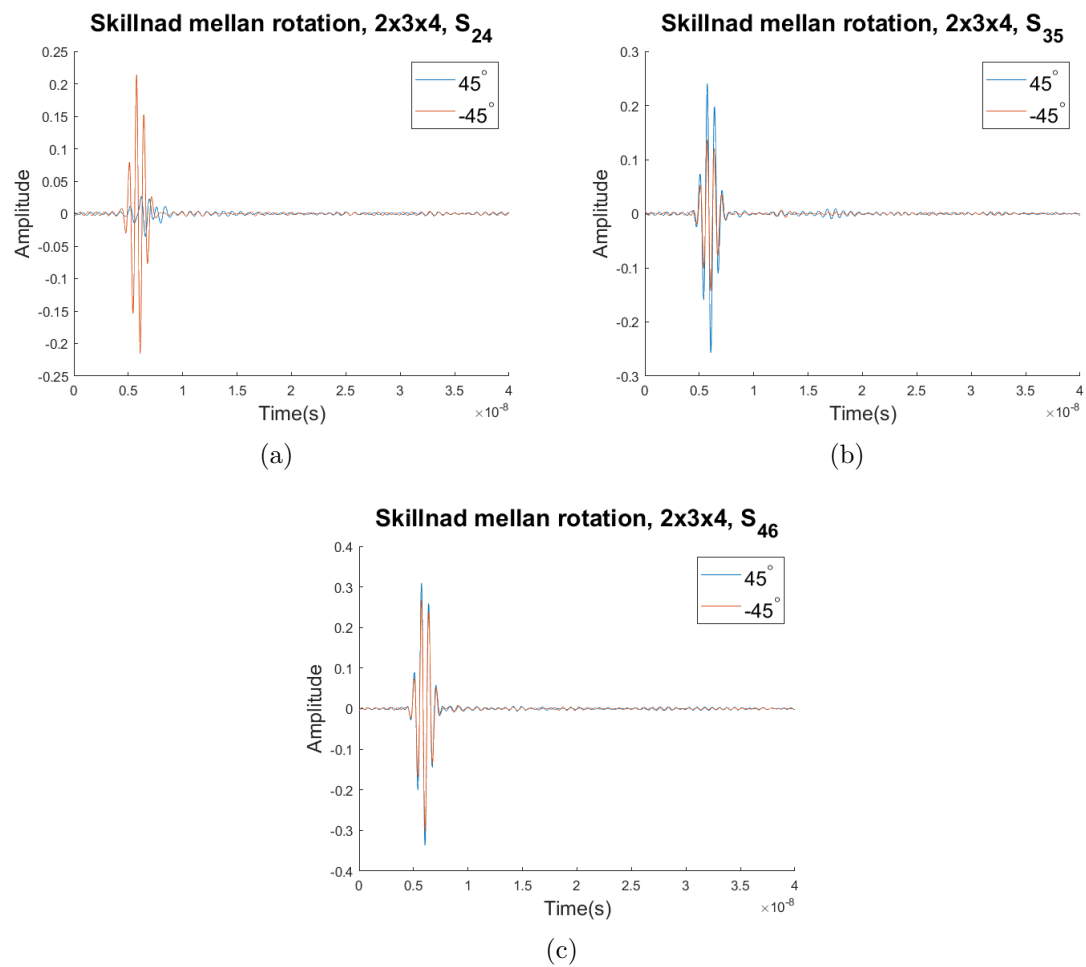 Skillnad mellan rotation, 2x3x4, S24
0.25
0.2
0.15
0.1
0.05
0
-0.05
-0.1
-0.15
-0.2
-0.25
Amplitude
45°
-45°
0 0.5 1 1.5 2 2.5 3 3.5 4
Time(s)
×10-8
(a)
Skillnad mellan rotation, 2x3x4, S35
0.3
0.2
0.1
0
-0.1
-0.2
-0.3
Amplitude
45°
-45°
0 0.5 1 1.5 2 2.5 3 3.5 4
Time(s)
×10-8
(b)
Skillnad mellan rotation, 2x3x4, S46
0.4
0.3
0.2
0.1
0
-0.1
-0.2
-0.3
-0.4
Amplitude
45°
-45°
0 0.5 1 1.5 2 2.5 3 3.5 4
Time(s)
×10-8
(c)